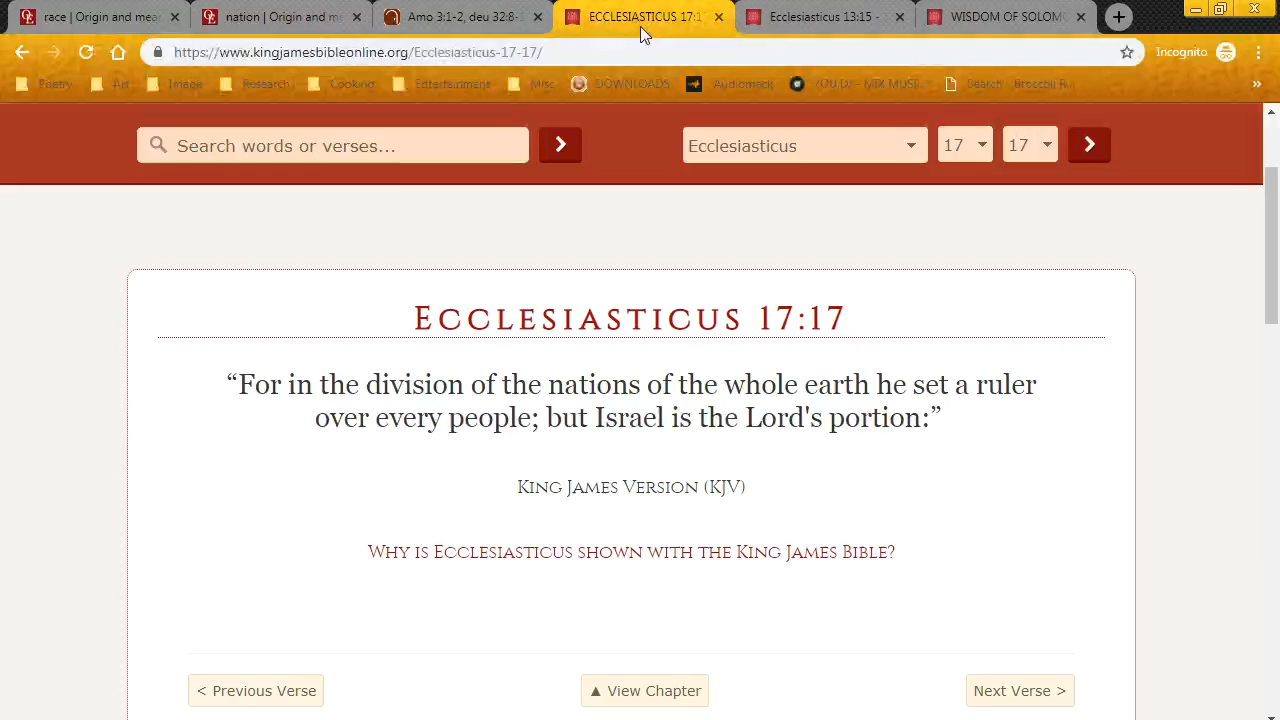 race | Origin and mea
nation | Origin and me
Amo 3:1-2, deu 32:8-
ECCLESIASTICUS 17:1
Ecclesiasticus 13:15 -
WISDOM OF SOLOM
https://www.kingjamesbibleonline.org/Ecclesiasticus-17-17/
Incognito
Poetry
Art
Image
Research
Cooking
Edtertainment
Misc
DOWNLOADS
Audiomack
Search
»
Search words or verses...
Ecclesiasticus
17
17
Ecclesiasticus 17:17
“For in the division of the nations of the whole earth he set a ruler
over every people; but Israel is the Lord's portion:”
King James Version (KJV)
Why is Ecclesiasticus shown with the King James Bible?
< Previous Verse
▲ View Chapter
Next Verse >